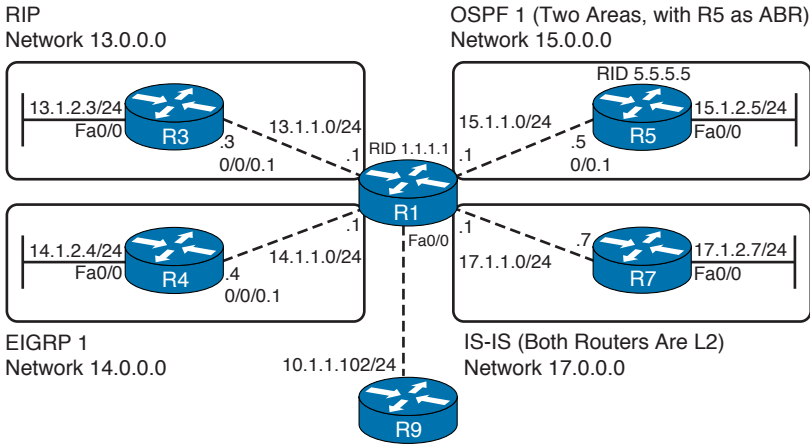 RIP
Network 13.0.0.0
OSPF 1 (Two Areas, with R5 as ABR)
Network 15.0.0.0
13.1.2.3/24
Fa0/0
R3
.3
0/0/0.1
13.1.1.0/24
.1
RID 1.1.1.1
R1
Fa0/0
RID 5.5.5.5
15.1.1.0/24
.1
.5
0/0.1
R5
15.1.2.5/24
Fa0/0
14.1.2.4/24
Fa0/0
R4
.4
0/0/0.1
14.1.1.0/24
.1
.1
17.1.1.0/24
.7
R7
17.1.2.7/24
Fa0/0
EIGRP 1
Network 14.0.0.0
IS-IS (Both Routers Are L2)
Network 17.0.0.0
10.1.1.102/24
R9